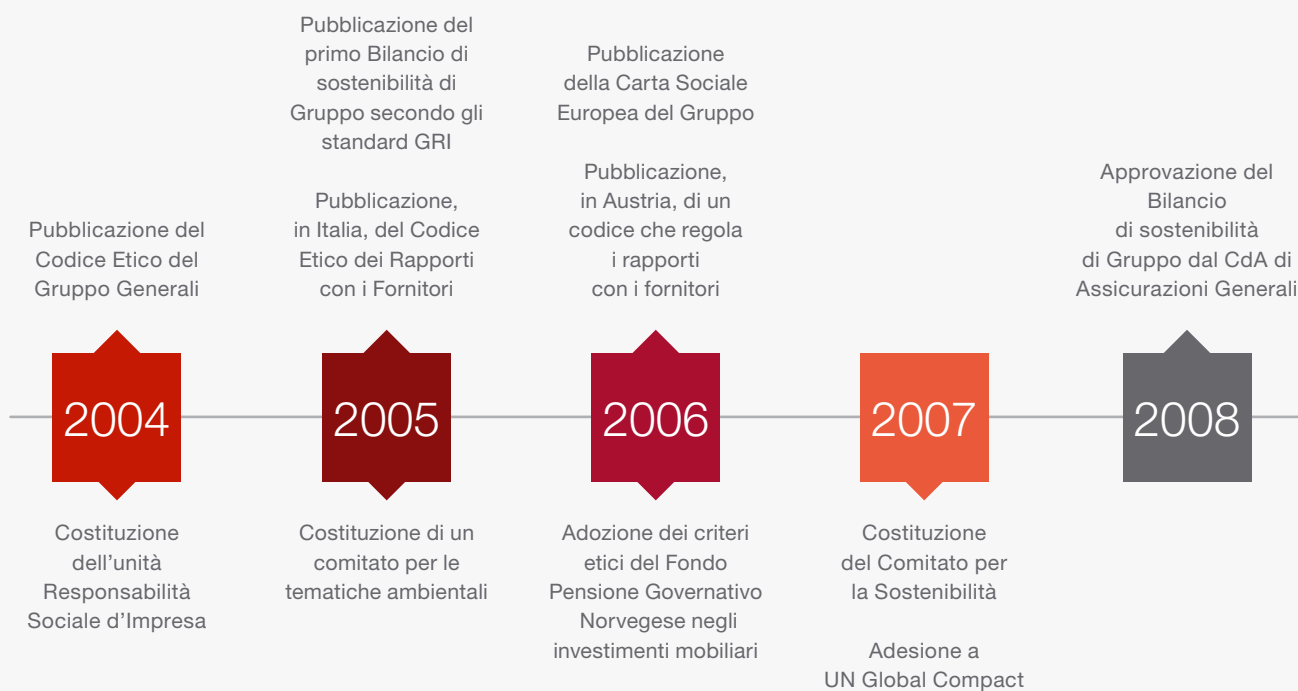 Pubblicazione del
Codice Etico del
Gruppo Generali
2004
Costituzione
dell’unità
Responsabilità
Sociale d’Impresa
Pubblicazione del
primo Bilancio di
sostenibilità di
Gruppo secondo gli
standard GRI
Pubblicazione,
in Italia, del Codice
Etico dei Rapporti
con i Fornitori
2005
Costituzione di un
comitato per le
tematiche ambientali
Pubblicazione
della Carta Sociale
Europea del Gruppo
Pubblicazione,
in Austria, di un
codice che regola
i rapporti
con i fornitori
2006
Adozione dei criteri
etici del Fondo
Pensione Governativo
Norvegese negli
investimenti mobiliari
2007
Costituzione
del Comitato per
la Sostenibilità
Adesione a
UN Global Compact
Approvazione del
Bilancio
di sostenibilità
di Gruppo dal CdA di
Assicurazioni Generali
2008